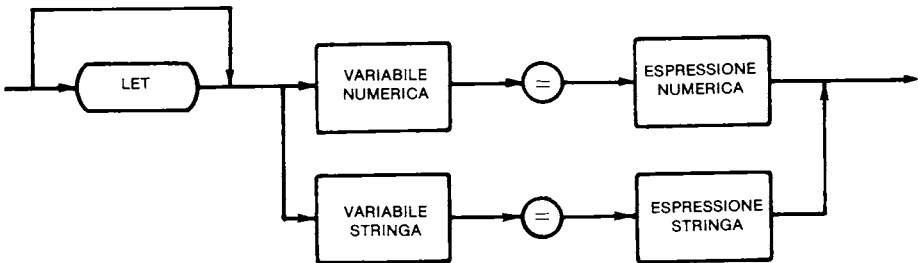 LET
VARIABILE
NUMERICA
=
ESPRESSIONE
NUMERICA
VARIABILE
STRINGA
=
ESPRESSIONE
STRINGA